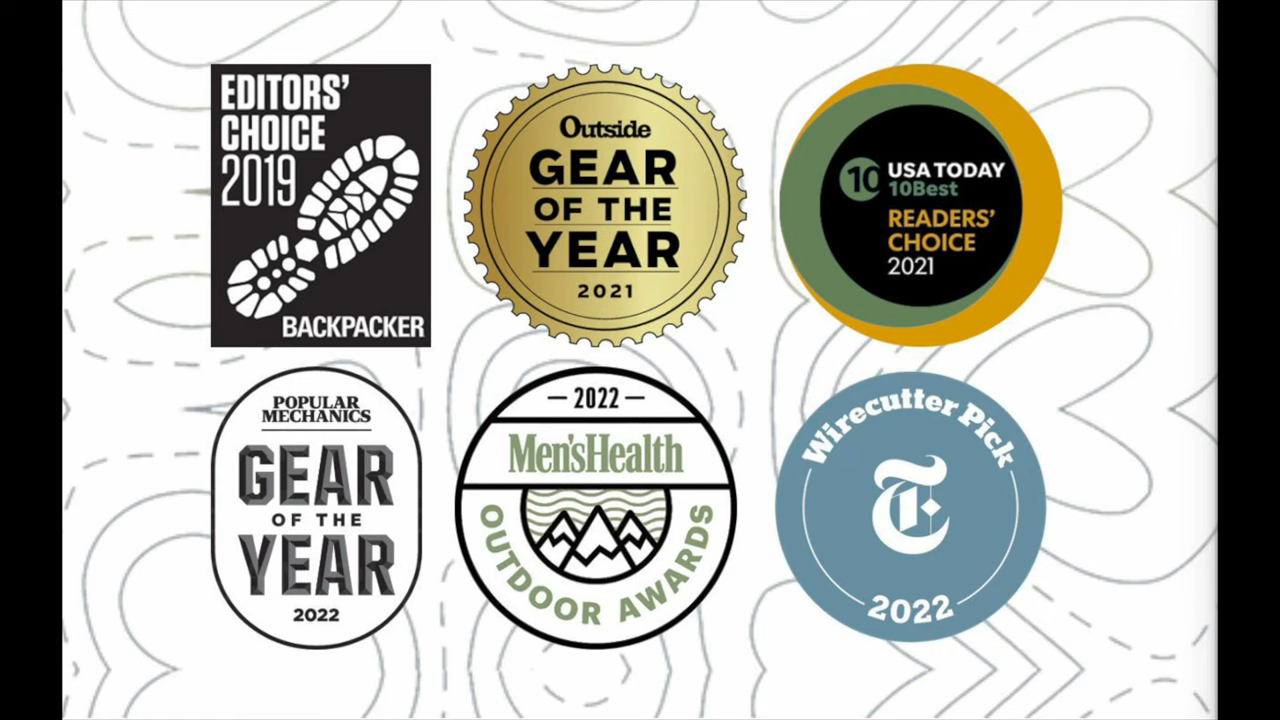 EDITORS'
CHOICE
2019
BACKPACKER
Outside
GEAR
OF THE
YEAR
2021
10 USA TODAY
10Best
READERS'
CHOICE
2021
POPULAR
MECHANICS
GEAR
OF THE
YEAR
2022
— 2022 —
Men'sHealth
OUTDOOR AWARDS
Wirecutter Pick
T
2022